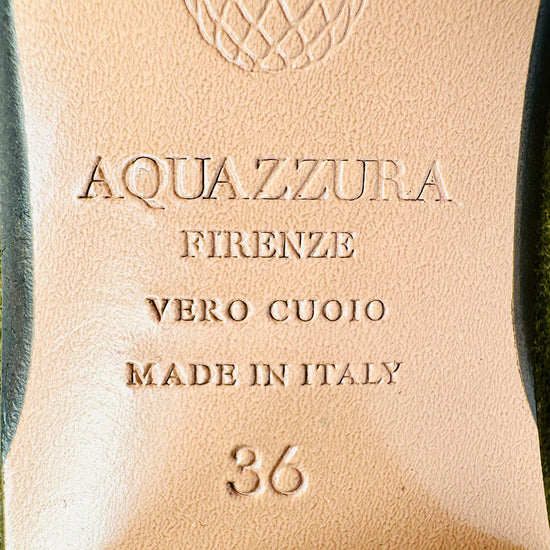 AQUAZZURA
FIRENZE
VERO CUOIO
MADE IN ITALY
36